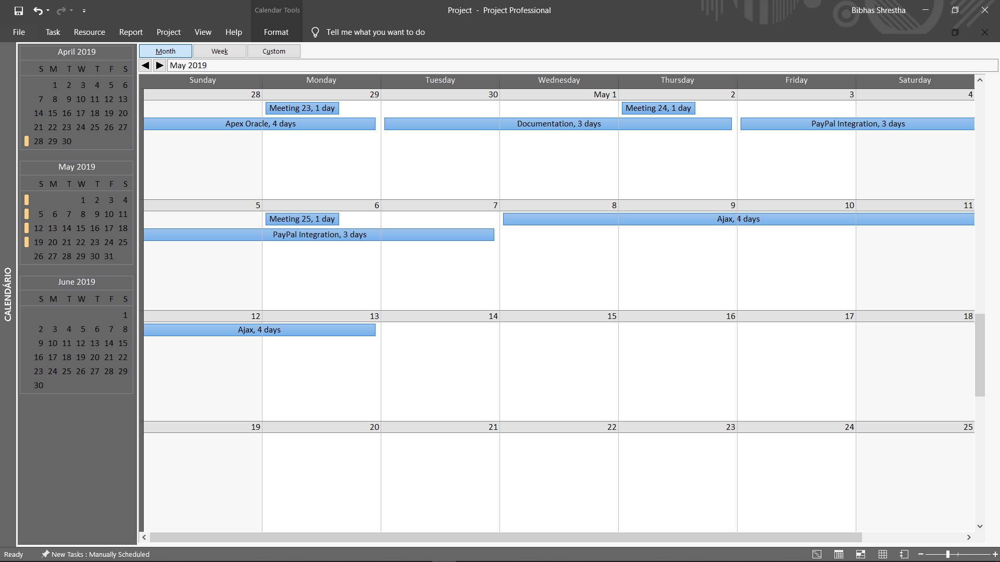 Calendar Tools
Project - Project Professional
Bibhas Shrestha
File Task Resource Report Project View Help Format Tell me what you want to do
CALENDÁRIO
April 2019
S M T W T F S
1 2 3 4 5 6
7 8 9 10 11 12 13
14 15 16 17 18 19 20
21 22 23 24 25 26 27
28 29 30
May 2019
S M T W T F S
1 2 3 4
5 6 7 8 9 10 11
12 13 14 15 16 17 18
19 20 21 22 23 24 25
26 27 28 29 30 31
June 2019
S M T W T F S
1
2 3 4 5 6 7 8
9 10 11 12 13 14 15
16 17 18 19 20 21 22
23 24 25 26 27 28 29
30
Month Week Custom
May 2019
Sunday Monday Tuesday Wednesday Thursday Friday Saturday
28 29 30 May 1 2 3 4
Meeting 23, 1 day Meeting 24, 1 day
Apex Oracle, 4 days Documentation, 3 days PayPal Integration, 3 days
5 6 7 8 9 10 11
Meeting 25, 1 day Ajax, 4 days
PayPal Integration, 3 days
12 13 14 15 16 17 18
Ajax, 4 days
19 20 21 22 23 24 25
Ready New Tasks : Manually Scheduled